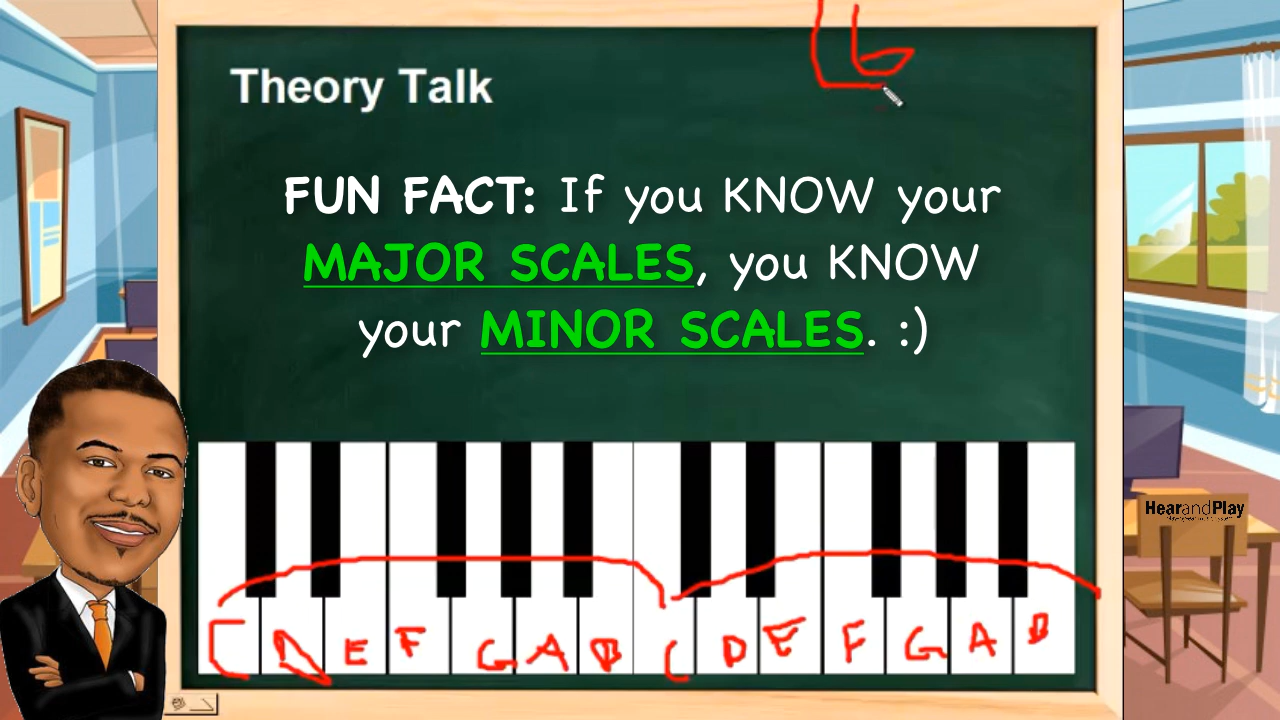 Theory Talk
FUN FACT: If you KNOW your
MAJOR SCALES, you KNOW
your MINOR SCALES. :)
HearandPlay
C D E F G A B C D E F G A B